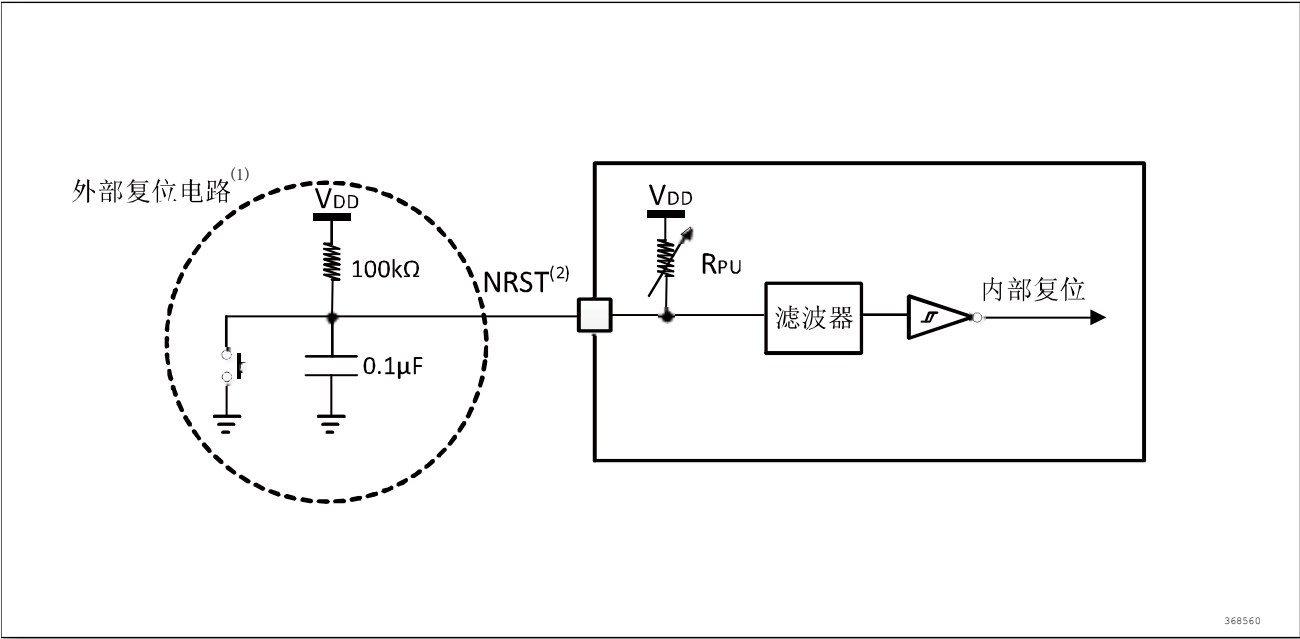 外部复位电路(1)
VDD
100kΩ
0.1μF
NRST(2)
VDD
RPU
滤波器
内部复位
368560